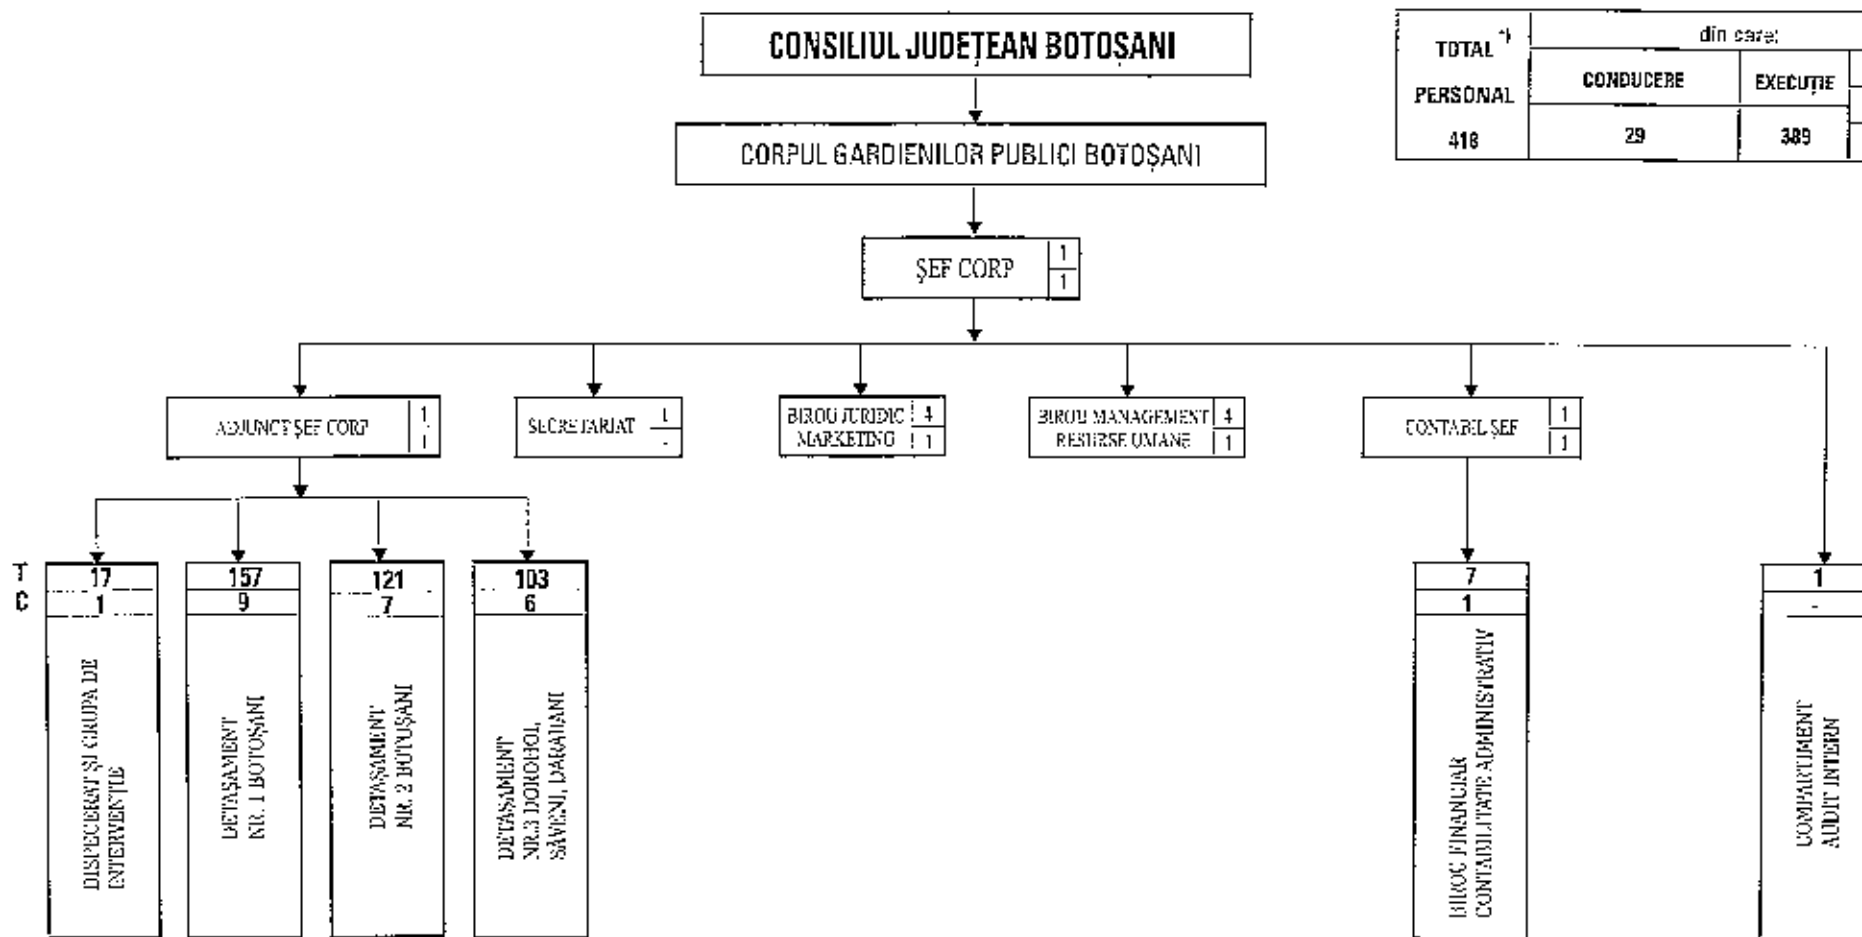 CONSILIUL JUDEȚEAN BOTOȘANI
TOTAL *)
PERSONAL
418
din care:
CONDUCERE
EXECUȚIE
29
389
CORPUL GARDIENILOR PUBLICI BOTOȘANI
ȘEF CORP
1
1
ADJUNCT ȘEF CORP
1
1
SECRETARIAT
1
-
BIROU JURIDIC
MARKETING
4
1
BIROU MANAGEMENT
RESURSE UMANE
4
1
CONTABIL ȘEF
1
1
T
C
17
1
DISPECERAT ȘI GRUPA DE
INTERVENȚIE
157
9
DETAȘAMENT
NR. 1 BOTOȘANI
121
7
DETAȘAMENT
NR. 2 BOTOȘANI
103
6
DETAȘAMENT
NR.3 DOROHOI,
SĂVENI, DARABANI
7
1
BIROU FINANCIAR
CONTABILITATE ADMINISTRATIV
1
-
COMPARTIMENT
AUDIT INTERN